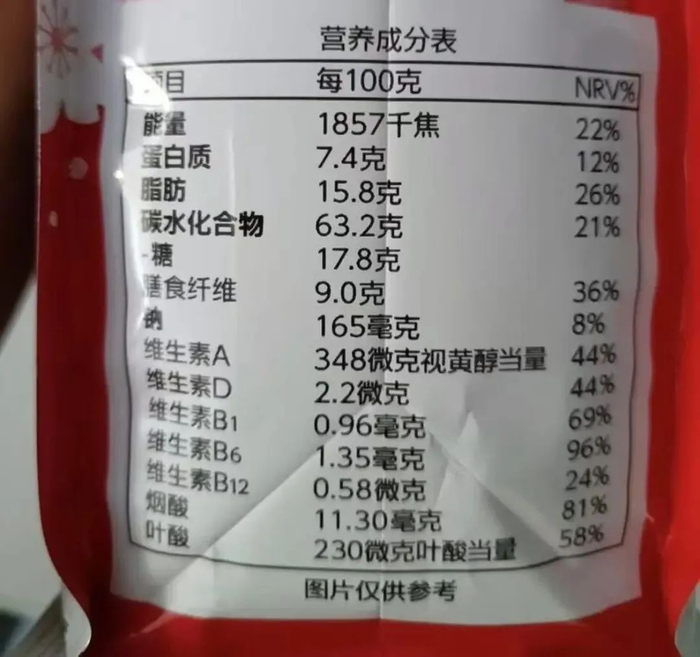 营养成分表
项目 每100克 NRV%
能量 1857千焦 22%
蛋白质 7.4克 12%
脂肪 15.8克 26%
碳水化合物 63.2克 21%
-糖 17.8克
膳食纤维 9.0克 36%
钠 165毫克 8%
维生素A 348微克视黄醇当量 44%
维生素D 2.2微克 44%
维生素B1 0.96毫克 69%
维生素B6 1.35毫克 96%
维生素B12 0.58微克 24%
烟酸 11.30毫克 81%
叶酸 230微克叶酸当量 58%
图片仅供参考